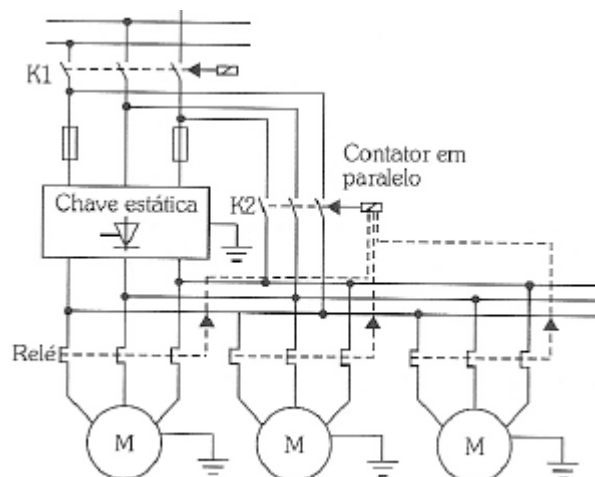 K1
Contator em
paralelo
Chave estática
K2
Relé
M
M
M